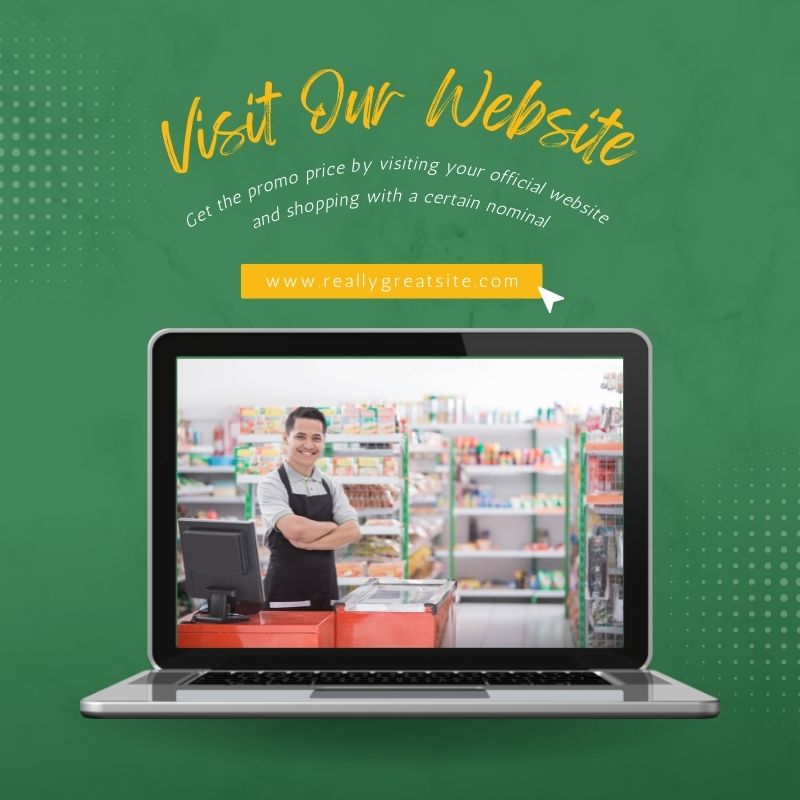 Visit Our Website
Get the promo price by visiting your official website
and shopping with a certain nominal
www.reallygreatsite.com